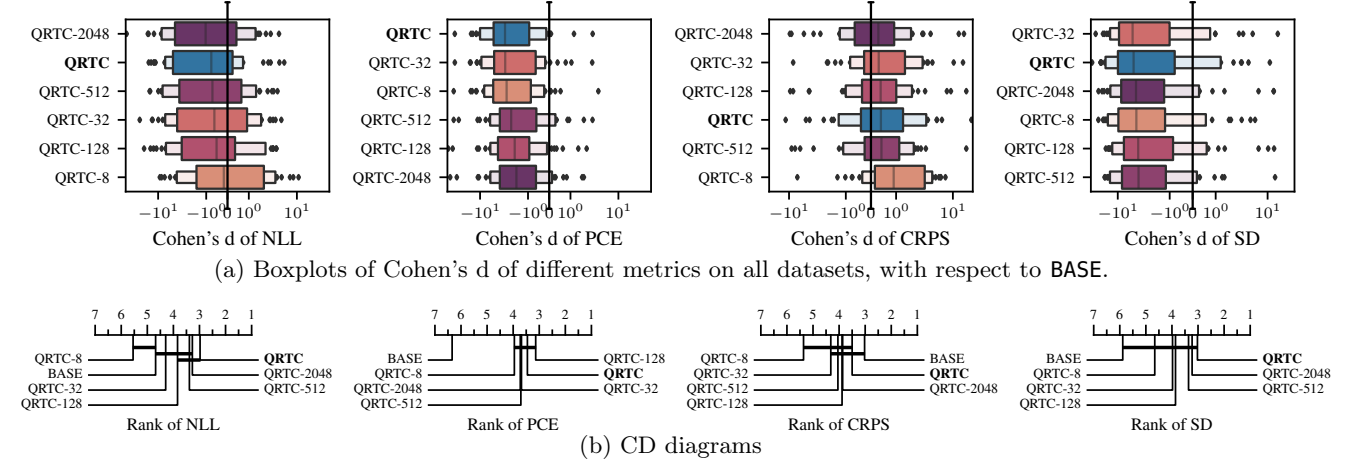 QRTC-2048
QRTC
QRTC-512
QRTC-32
QRTC-128
QRTC-8
−10¹ −10⁰ 10⁰ 10¹
Cohen's d of NLL
QRTC
QRTC-32
QRTC-8
QRTC-512
QRTC-128
QRTC-2048
−10¹ −10⁰ 10⁰ 10¹
Cohen's d of PCE
QRTC-2048
QRTC-32
QRTC-128
QRTC
QRTC-512
QRTC-8
−10¹ −10⁰ 10⁰ 10¹
Cohen's d of CRPS
QRTC-32
QRTC
QRTC-2048
QRTC-8
QRTC-128
QRTC-512
−10¹ −10⁰ 10⁰ 10¹
Cohen's d of SD
(a) Boxplots of Cohen's d of different metrics on all datasets, with respect to BASE.
7 6 5 4 3 2 1
QRTC-8 QRTC
BASE QRTC-2048
QRTC-32 QRTC-512
QRTC-128
Rank of NLL
7 6 5 4 3 2 1
BASE QRTC-128
QRTC-8 QRTC
QRTC-2048 QRTC-32
QRTC-512
Rank of PCE
7 6 5 4 3 2 1
QRTC-8 BASE
QRTC-32 QRTC
QRTC-512 QRTC-2048
QRTC-128
Rank of CRPS
7 6 5 4 3 2 1
BASE QRTC
QRTC-8 QRTC-2048
QRTC-32 QRTC-512
QRTC-128
Rank of SD
(b) CD diagrams